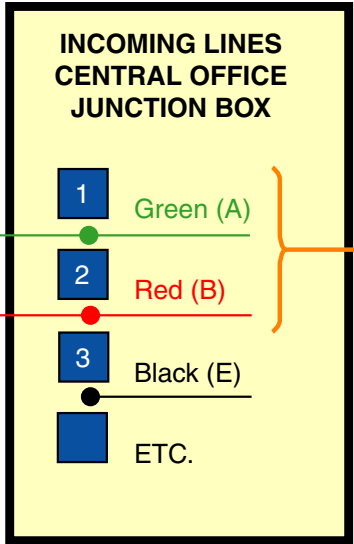 INCOMING LINES
CENTRAL OFFICE
JUNCTION BOX
1
Green (A)
2
Red (B)
3
Black (E)
ETC.